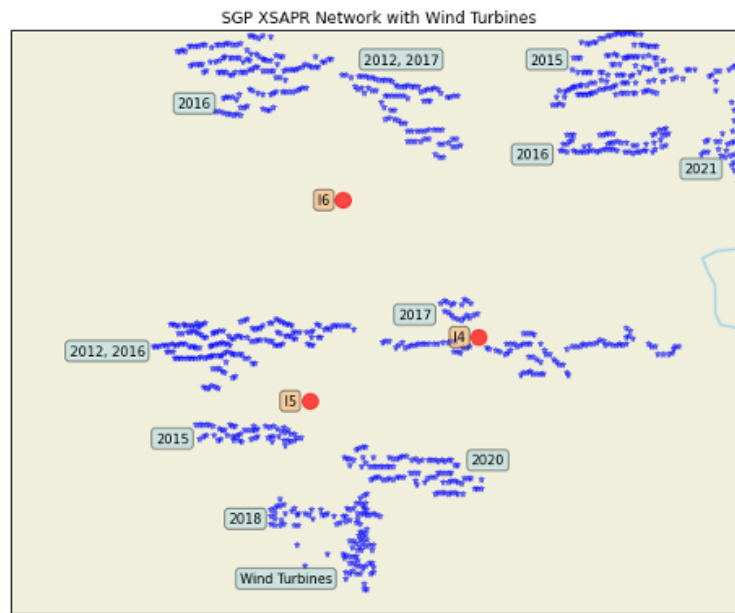 SGP XSAPR Network with Wind Turbines
2012, 2017
2015
2016
2016
2021
I6
2017
I4
2012, 2016
I5
2015
2020
2018
Wind Turbines